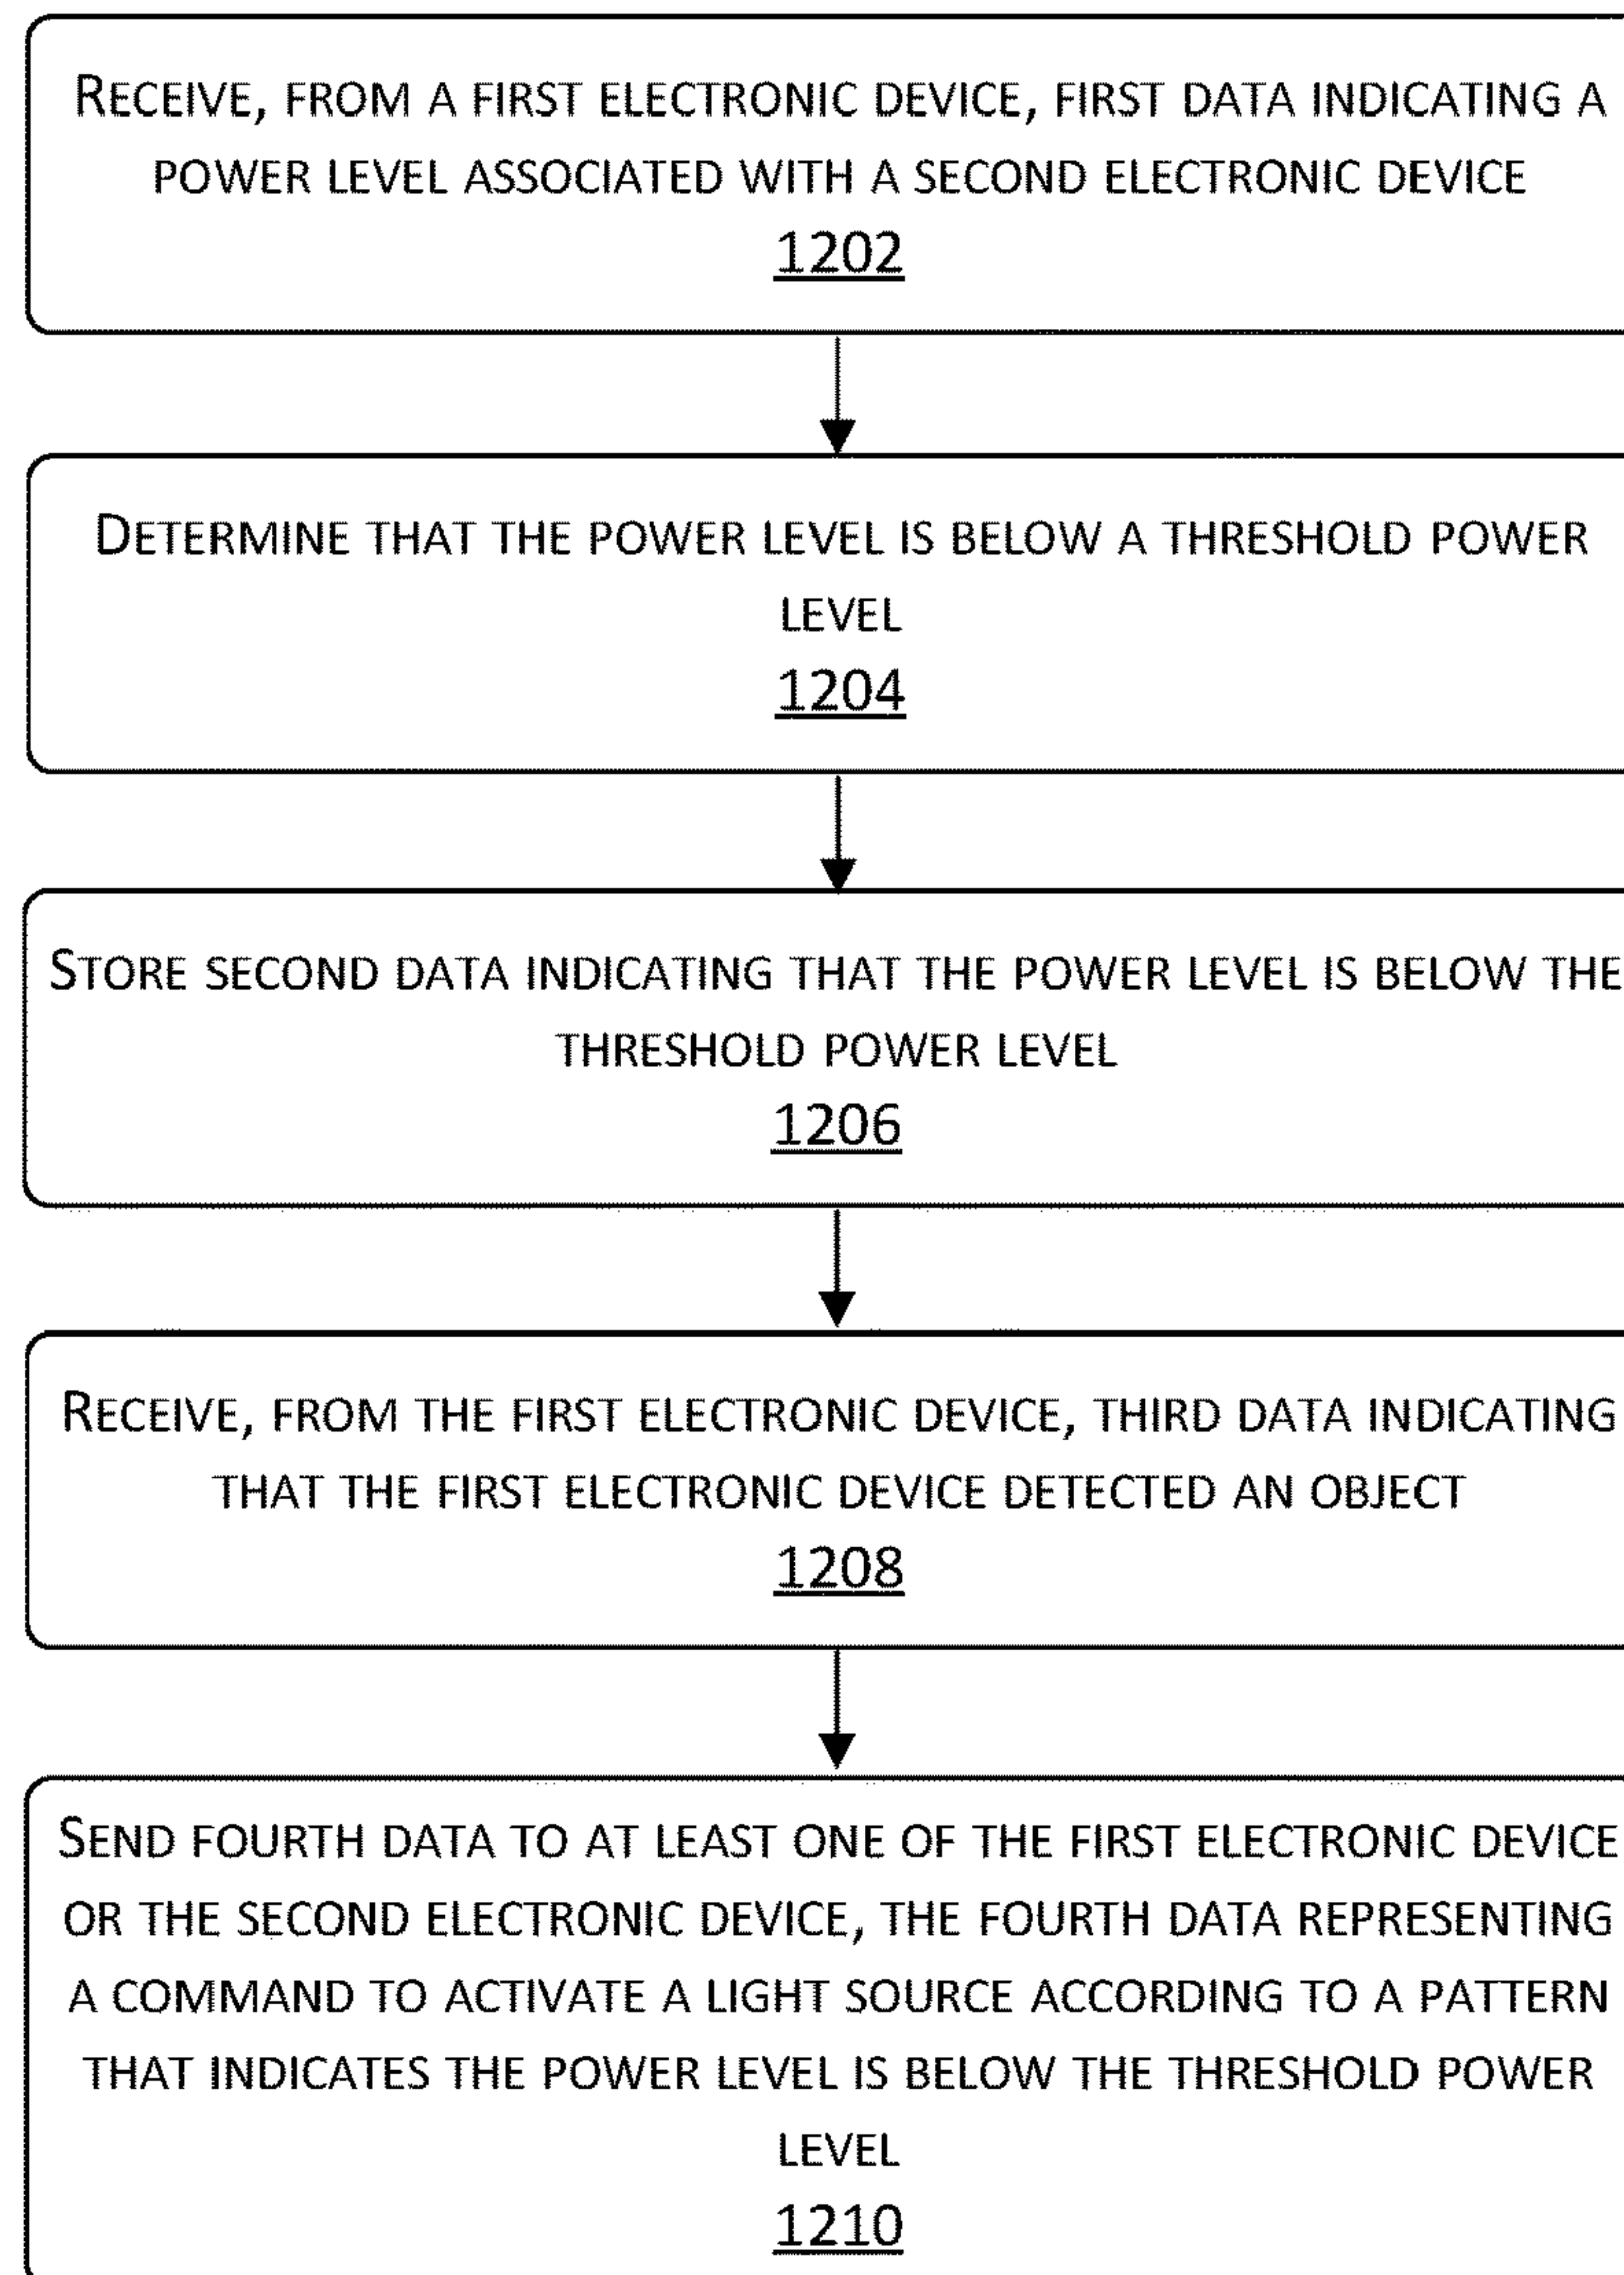 RECEIVE, FROM A FIRST ELECTRONIC DEVICE, FIRST DATA INDICATING A
POWER LEVEL ASSOCIATED WITH A SECOND ELECTRONIC DEVICE
1202
DETERMINE THAT THE POWER LEVEL IS BELOW A THRESHOLD POWER
LEVEL
1204
STORE SECOND DATA INDICATING THAT THE POWER LEVEL IS BELOW THE
THRESHOLD POWER LEVEL
1206
RECEIVE, FROM THE FIRST ELECTRONIC DEVICE, THIRD DATA INDICATING
THAT THE FIRST ELECTRONIC DEVICE DETECTED AN OBJECT
1208
SEND FOURTH DATA TO AT LEAST ONE OF THE FIRST ELECTRONIC DEVICE
OR THE SECOND ELECTRONIC DEVICE, THE FOURTH DATA REPRESENTING
A COMMAND TO ACTIVATE A LIGHT SOURCE ACCORDING TO A PATTERN
THAT INDICATES THE POWER LEVEL IS BELOW THE THRESHOLD POWER
LEVEL
1210